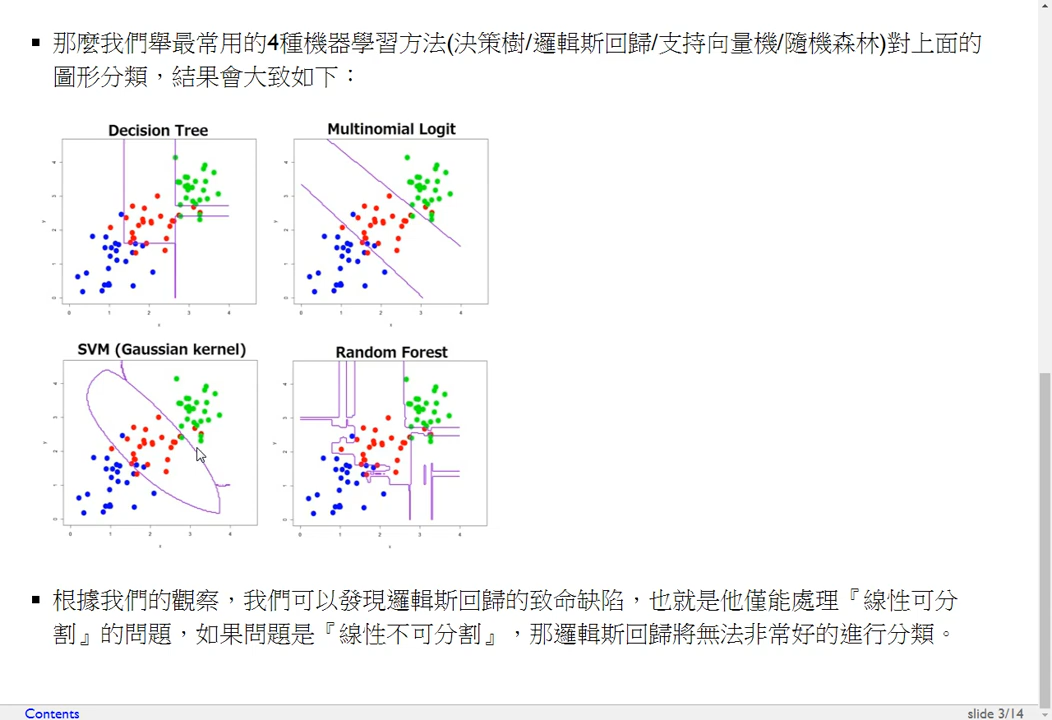 那麼我們舉最常用的4種機器學習方法(決策樹/邏輯斯回歸/支持向量機/隨機森林)對上面的
圖形分類，結果會大致如下：
Decision Tree
Multinomial Logit
SVM (Gaussian kernel)
Random Forest
根據我們的觀察，我們可以發現邏輯斯回歸的致命缺陷，也就是他僅能處理『線性可分
割』的問題，如果問題是『線性不可分割』，那邏輯斯回歸將無法非常好的進行分類。
Contents
slide 3/14